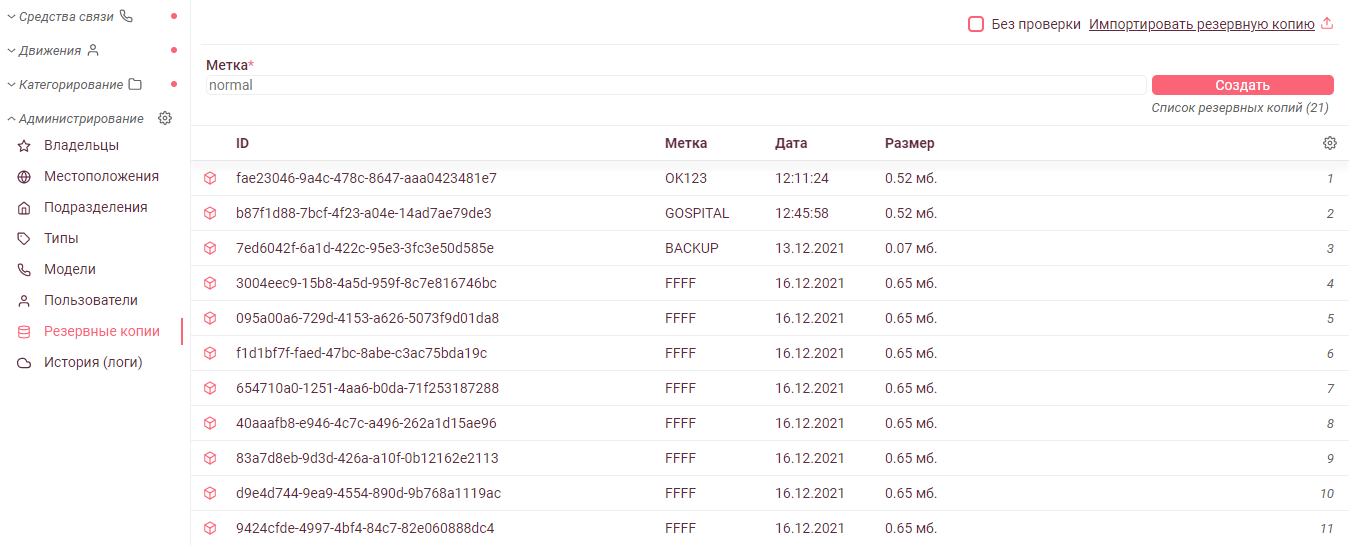 Средства связи
Движения
Категорирование
Администрирование
Владельцы
Местоположения
Подразделения
Типы
Модели
Пользователи
Резервные копии
История (логи)
Без проверки Импортировать резервную копию
Метка*
normal Создать
Список резервных копий (21)
ID Метка Дата Размер
fae23046-9a4c-478c-8647-aaa0423481e7 OK123 12:11:24 0.52 мб. 1
b87f1d88-7bcf-4f23-a04e-14ad7ae79de3 GOSPITAL 12:45:58 0.52 мб. 2
7ed6042f-6a1d-422c-95e3-3fc3e50d585e BACKUP 13.12.2021 0.07 мб. 3
3004eec9-15b8-4a5d-959f-8c7e816746bc FFFF 16.12.2021 0.65 мб. 4
095a00a6-729d-4153-a626-5073f9d01da8 FFFF 16.12.2021 0.65 мб. 5
f1d1bf7f-faed-47bc-8abe-c3ac75bda19c FFFF 16.12.2021 0.65 мб. 6
654710a0-1251-4aa6-b0da-71f253187288 FFFF 16.12.2021 0.65 мб. 7
40aaafb8-e946-4c7c-a496-262a1d15ae96 FFFF 16.12.2021 0.65 мб. 8
83a7d8eb-9d3d-426a-a10f-0b12162e2113 FFFF 16.12.2021 0.65 мб. 9
d9e4d744-9ea9-4554-890d-9b768a1119ac FFFF 16.12.2021 0.65 мб. 10
9424cfde-4997-4bf4-84c7-82e060888dc4 FFFF 16.12.2021 0.65 мб. 11